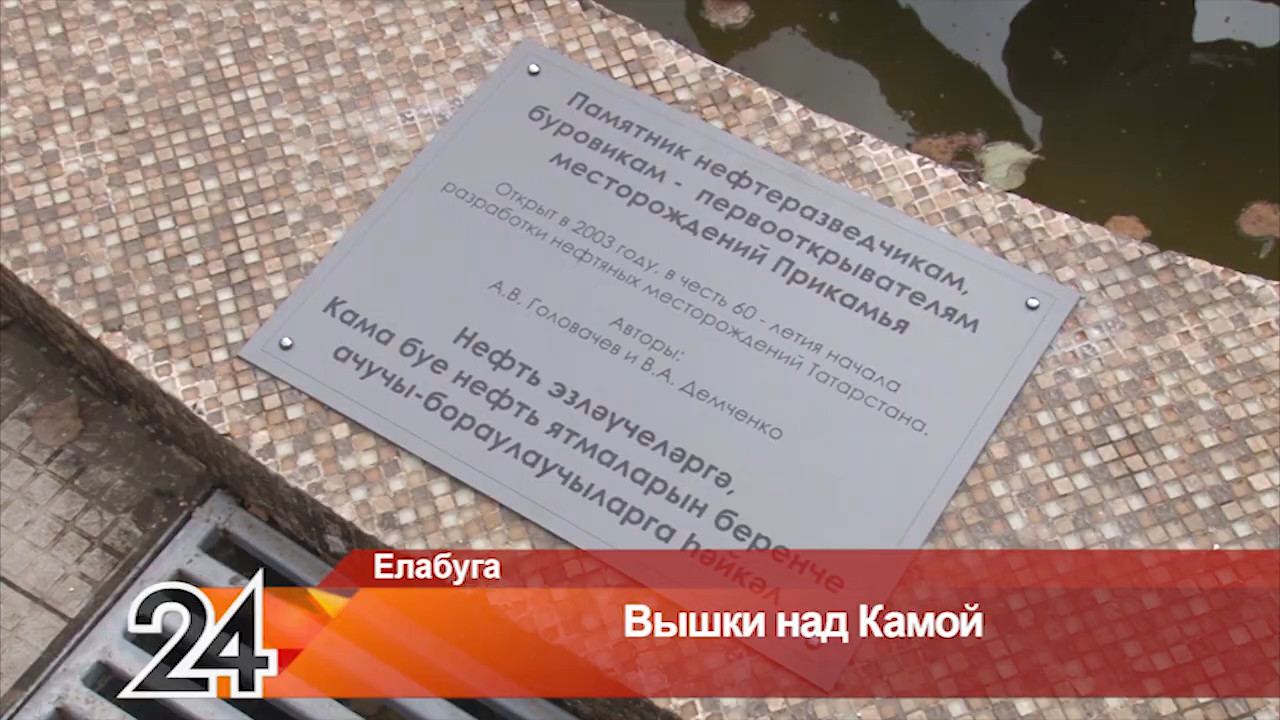 Памятник нефтеразведчикам,
буровикам - первооткрывателям
месторождений Прикамья
Открыт в 2003 году, в честь 60 - летия начала
разработки нефтяных месторождений Татарстана.
Авторы:
А.В. Головачев и В.А. Демченко
Нефть эзләүчеләргә,
Кама буе нефть ятмаларын беренче
ачучы-бораулаучыларга һәйкәл
Елабуга
24
Вышки над Камой